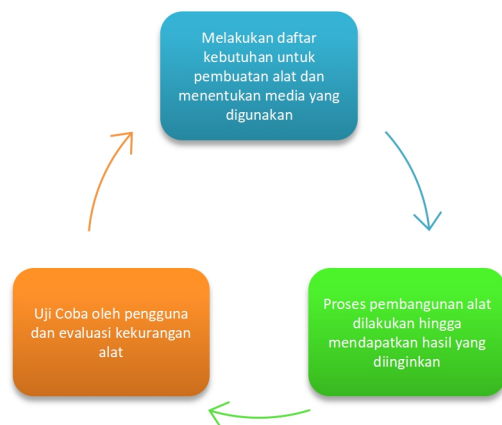 Melakukan daftar
kebutuhan untuk
pembuatan alat dan
menentukan media yang
digunakan
Proses pembangunan alat
dilakukan hingga
mendapatkan hasil yang
diinginkan
Uji Coba oleh pengguna
dan evaluasi kekurangan
alat